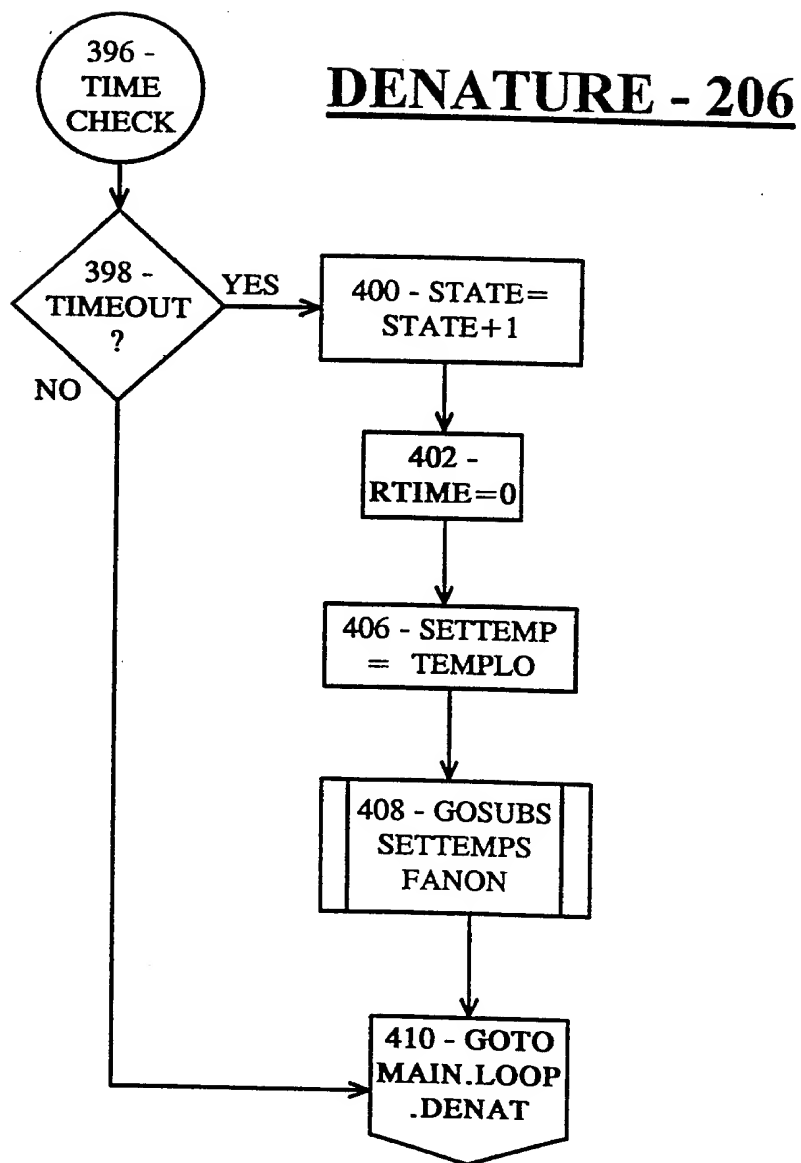 396 -
TIME
CHECK
DENATURE - 206
398 -
TIMEOUT
?
YES
NO
400 - STATE=
STATE+1
402 -
RTIME=0
406 - SETTEMP
= TEMPLO
408 - GOSUBS
SETTEMPS
FANON
410 - GOTO
MAIN.LOOP
.DENAT